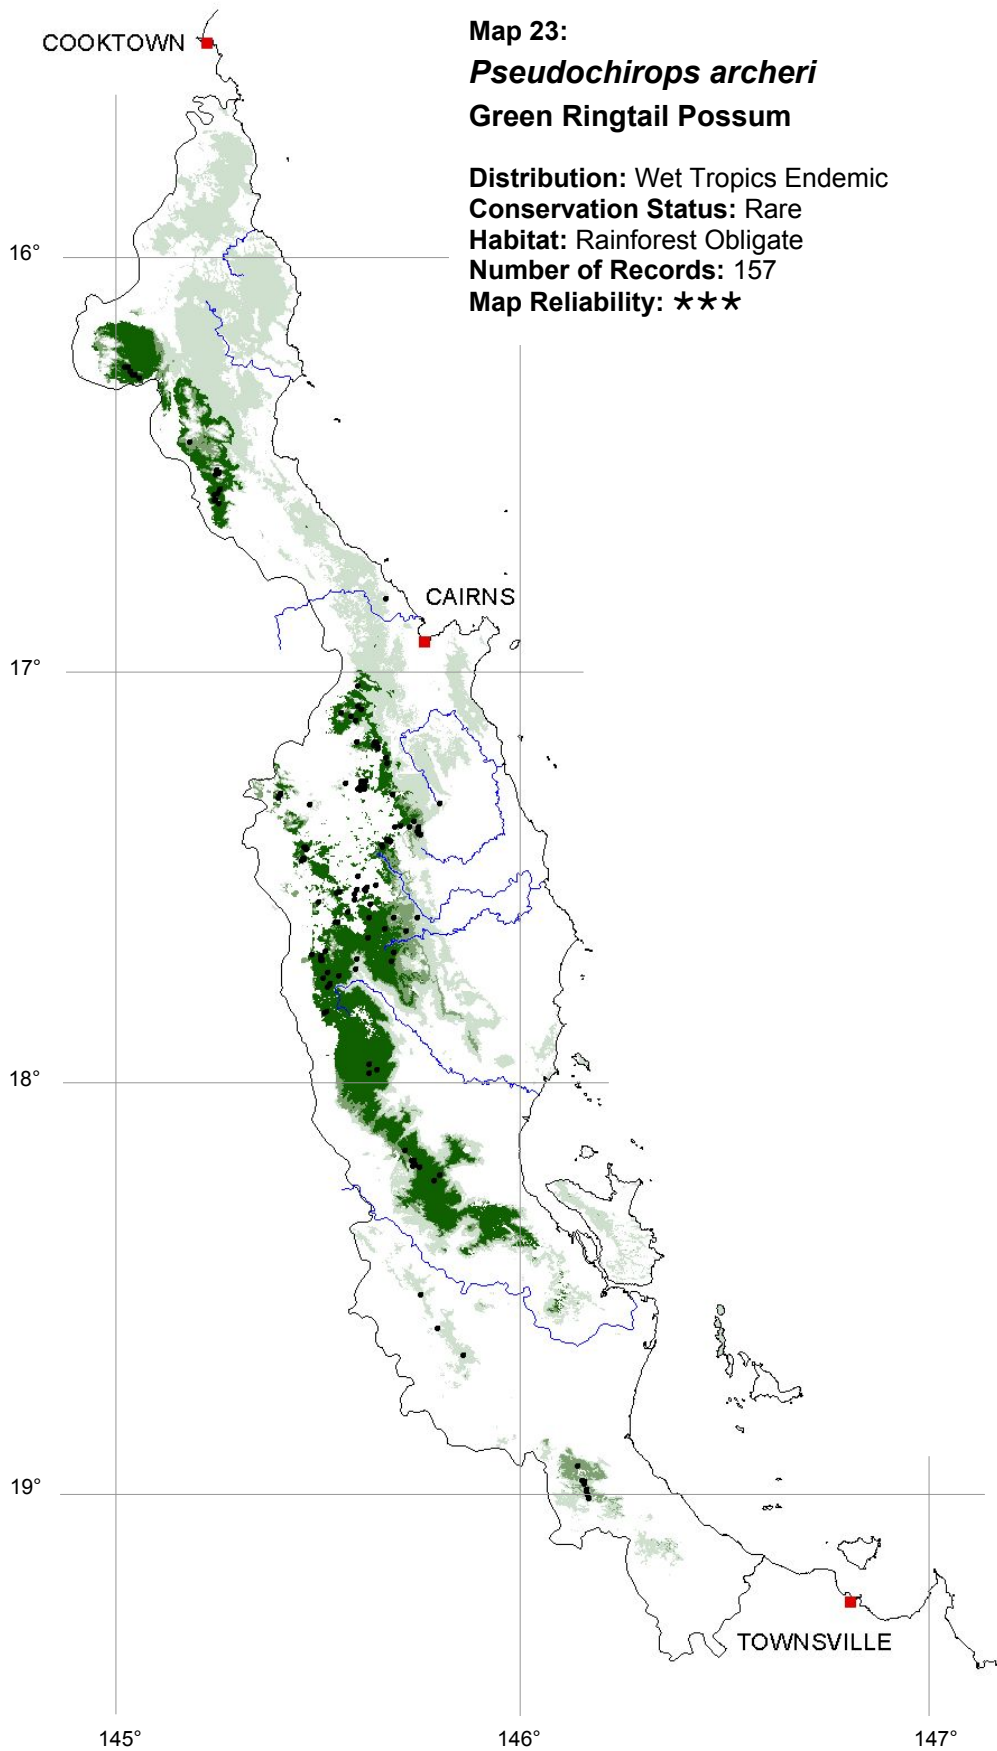 COOKTOWN
Map 23:
Pseudochirops archeri
Green Ringtail Possum
Distribution: Wet Tropics Endemic
Conservation Status: Rare
Habitat: Rainforest Obligate
Number of Records: 157
Map Reliability: ★★★
16°
CAIRNS
17°
18°
19°
TOWNSVILLE
145°
146°
147°